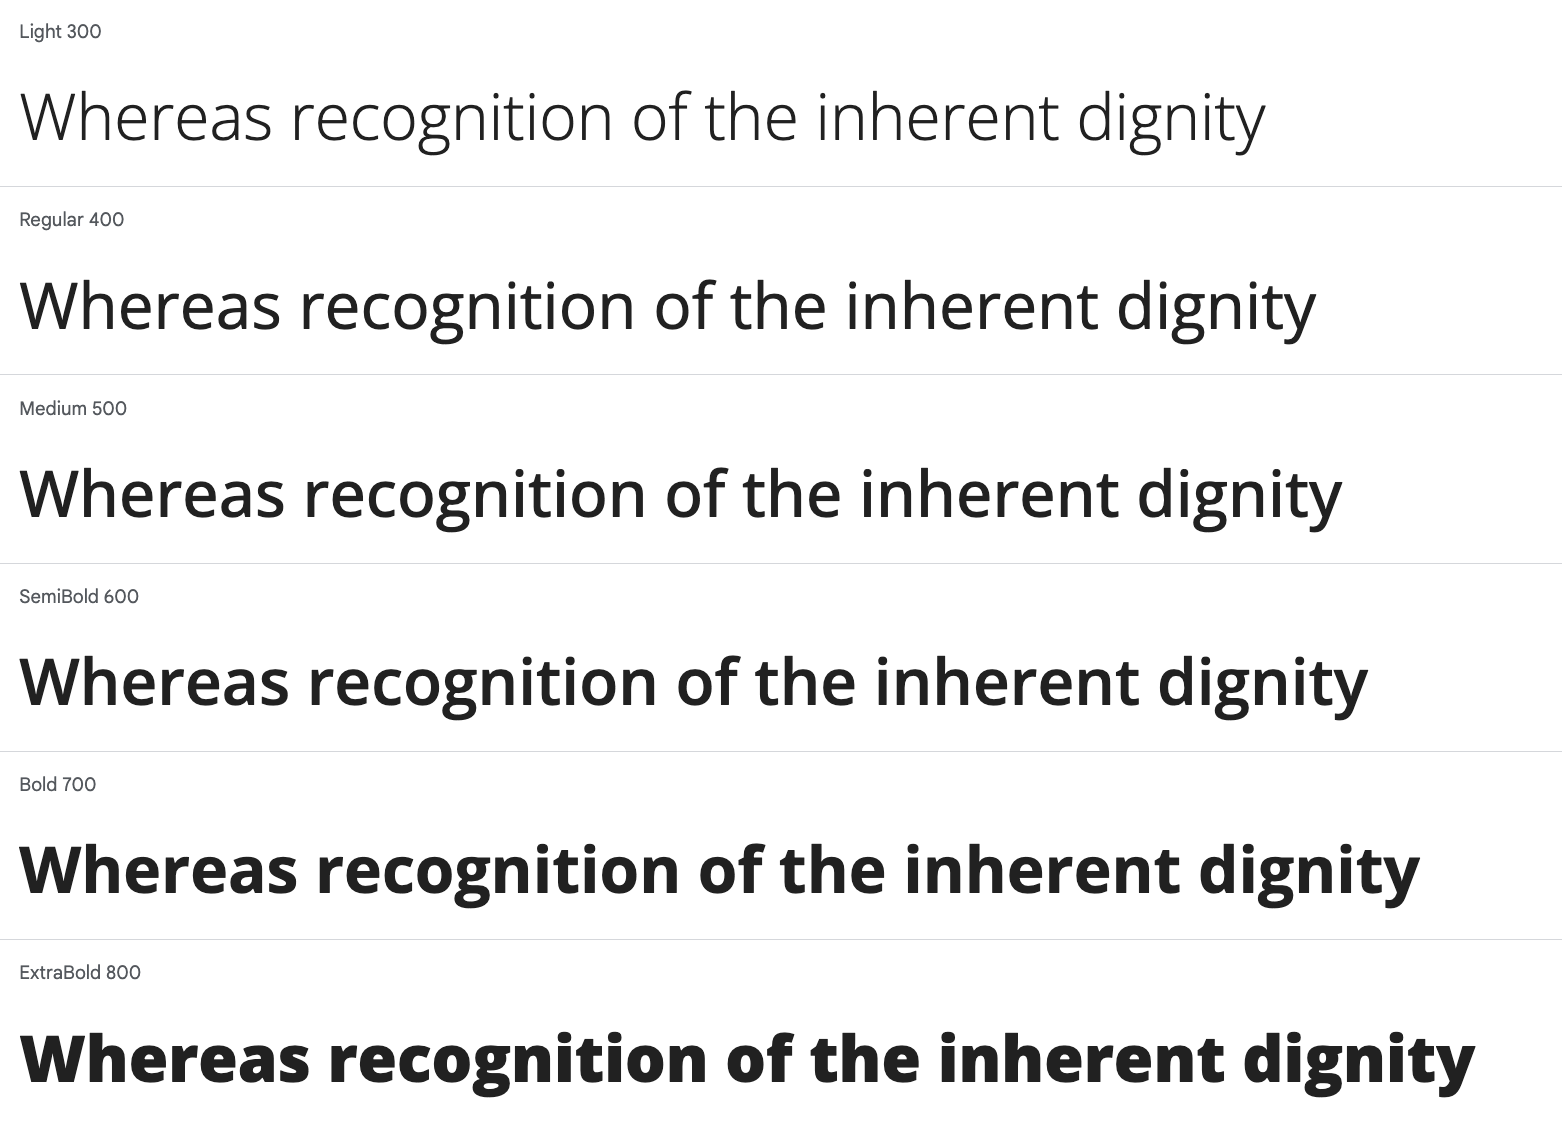 Light 300
Whereas recognition of the inherent dignity
Regular 400
Whereas recognition of the inherent dignity
Medium 500
Whereas recognition of the inherent dignity
SemiBold 600
Whereas recognition of the inherent dignity
Bold 700
Whereas recognition of the inherent dignity
ExtraBold 800
Whereas recognition of the inherent dignity